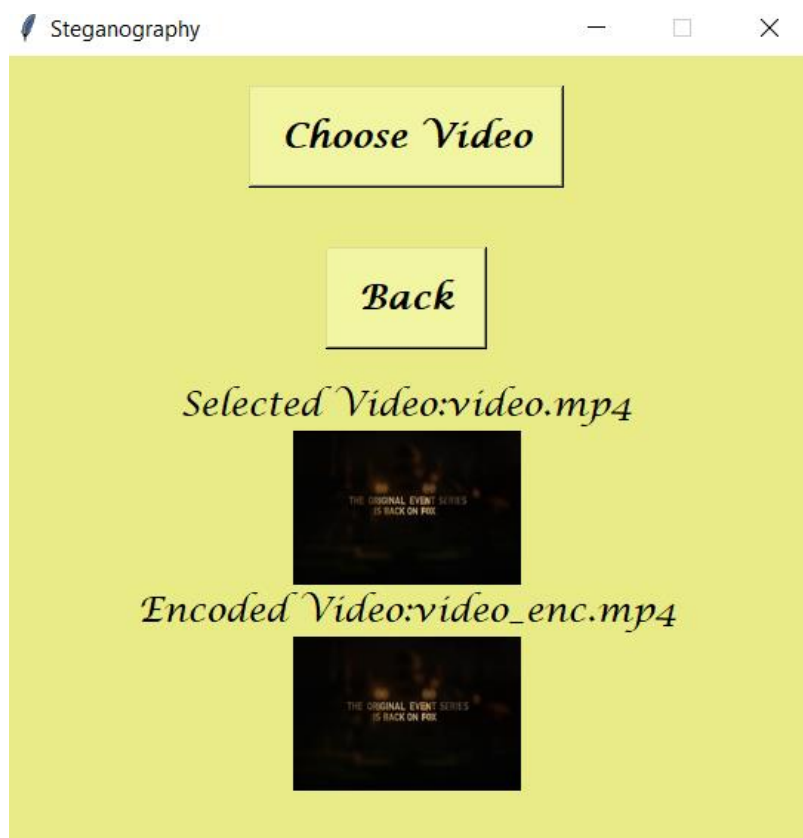 Steganography
Choose Video
Back
Selected Video:video.mp4
THE ORIGINAL EVENT SERIES
IS BACK ON FOX
Encoded Video:video_enc.mp4
THE ORIGINAL EVENT SERIES
IS BACK ON FOX